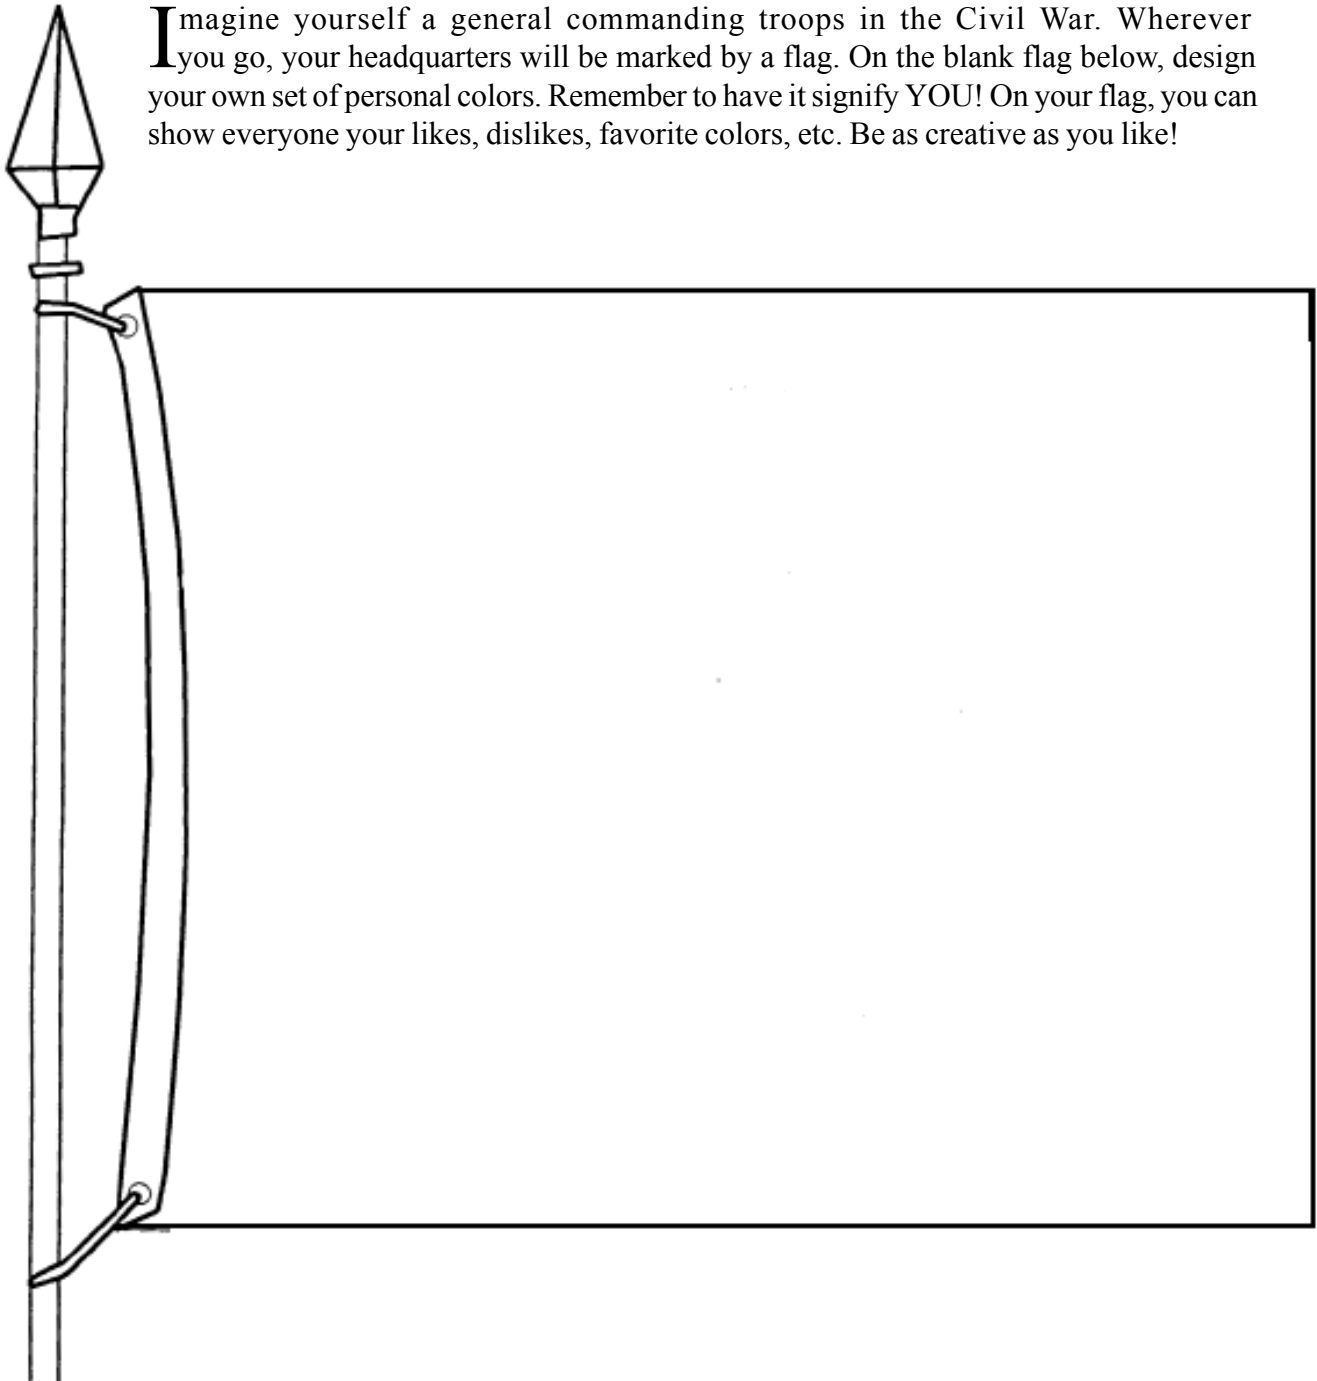 Imagine yourself a general commanding troops in the Civil War. Wherever
you go, your headquarters will be marked by a flag. On the blank flag below, design
your own set of personal colors. Remember to have it signify YOU! On your flag, you can
show everyone your likes, dislikes, favorite colors, etc. Be as creative as you like!